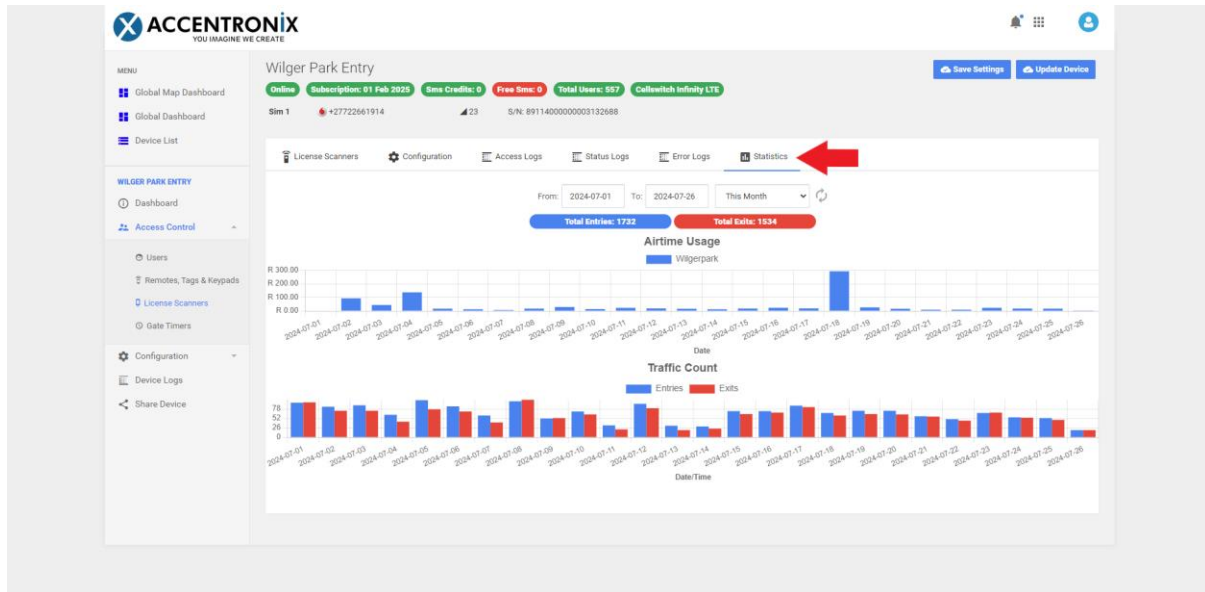 ACCENTRONIX
YOU IMAGINE WE CREATE
MENU
Global Map Dashboard
Global Dashboard
Device List
WILGER PARK ENTRY
Dashboard
Access Control
Users
Remotes, Tags & Keypads
License Scanners
Gate Timers
Configuration
Device Logs
Share Device
Wilger Park Entry
Save Settings
Update Device
Online Subscription: 01 Feb 2025 Sms Credits: 0 Free Sms: 0 Total Users: 557 Cellswitch Infinity LTE
Sim 1 +27722661914 23 S/N: 89114000000003132688
License Scanners Configuration Access Logs Status Logs Error Logs Statistics
From: 2024-07-01 To: 2024-07-26 This Month
Total Entries: 1732 Total Exits: 1534
Airtime Usage
Wilgerpark
R 300.00
R 200.00
R 100.00
R 0.00
2024-07-01 2024-07-02 2024-07-03 2024-07-04 2024-07-05 2024-07-06 2024-07-07 2024-07-08 2024-07-09 2024-07-10 2024-07-11 2024-07-12 2024-07-13 2024-07-14 2024-07-15 2024-07-16 2024-07-17 2024-07-18 2024-07-19 2024-07-20 2024-07-21 2024-07-22 2024-07-23 2024-07-24 2024-07-25 2024-07-26
Date
Traffic Count
Entries Exits
78
52
26
0
2024-07-01 2024-07-02 2024-07-03 2024-07-04 2024-07-05 2024-07-06 2024-07-07 2024-07-08 2024-07-09 2024-07-10 2024-07-11 2024-07-12 2024-07-13 2024-07-14 2024-07-15 2024-07-16 2024-07-17 2024-07-18 2024-07-19 2024-07-20 2024-07-21 2024-07-22 2024-07-23 2024-07-24 2024-07-25 2024-07-26
Date/Time